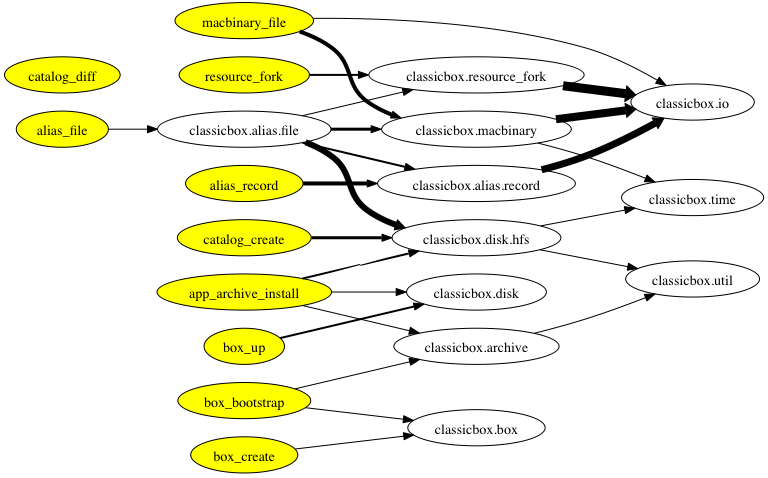 macbinary_file
catalog_diff
resource_fork
classicbox.resource_fork
classicbox.io
alias_file
classicbox.alias.file
classicbox.macbinary
alias_record
classicbox.alias.record
classicbox.time
catalog_create
classicbox.disk.hfs
app_archive_install
classicbox.disk
classicbox.util
box_up
classicbox.archive
box_bootstrap
classicbox.box
box_create